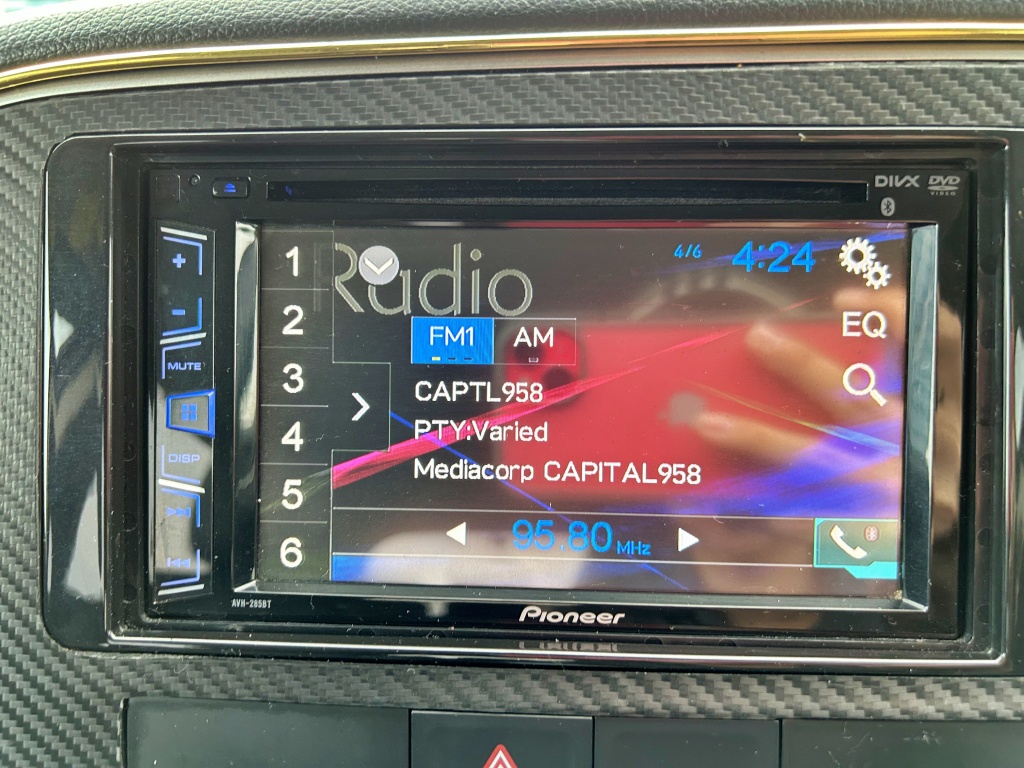 DIVX DVD
VIDEO
+
-
MUTE
DISP
1
2
3
4
5
6
Radio
4/6 4:24
FM1 AM
EQ
CAPTL958
PTY:Varied
Mediacorp CAPITAL958
95.80 MHz
AVH-285BT
Pioneer